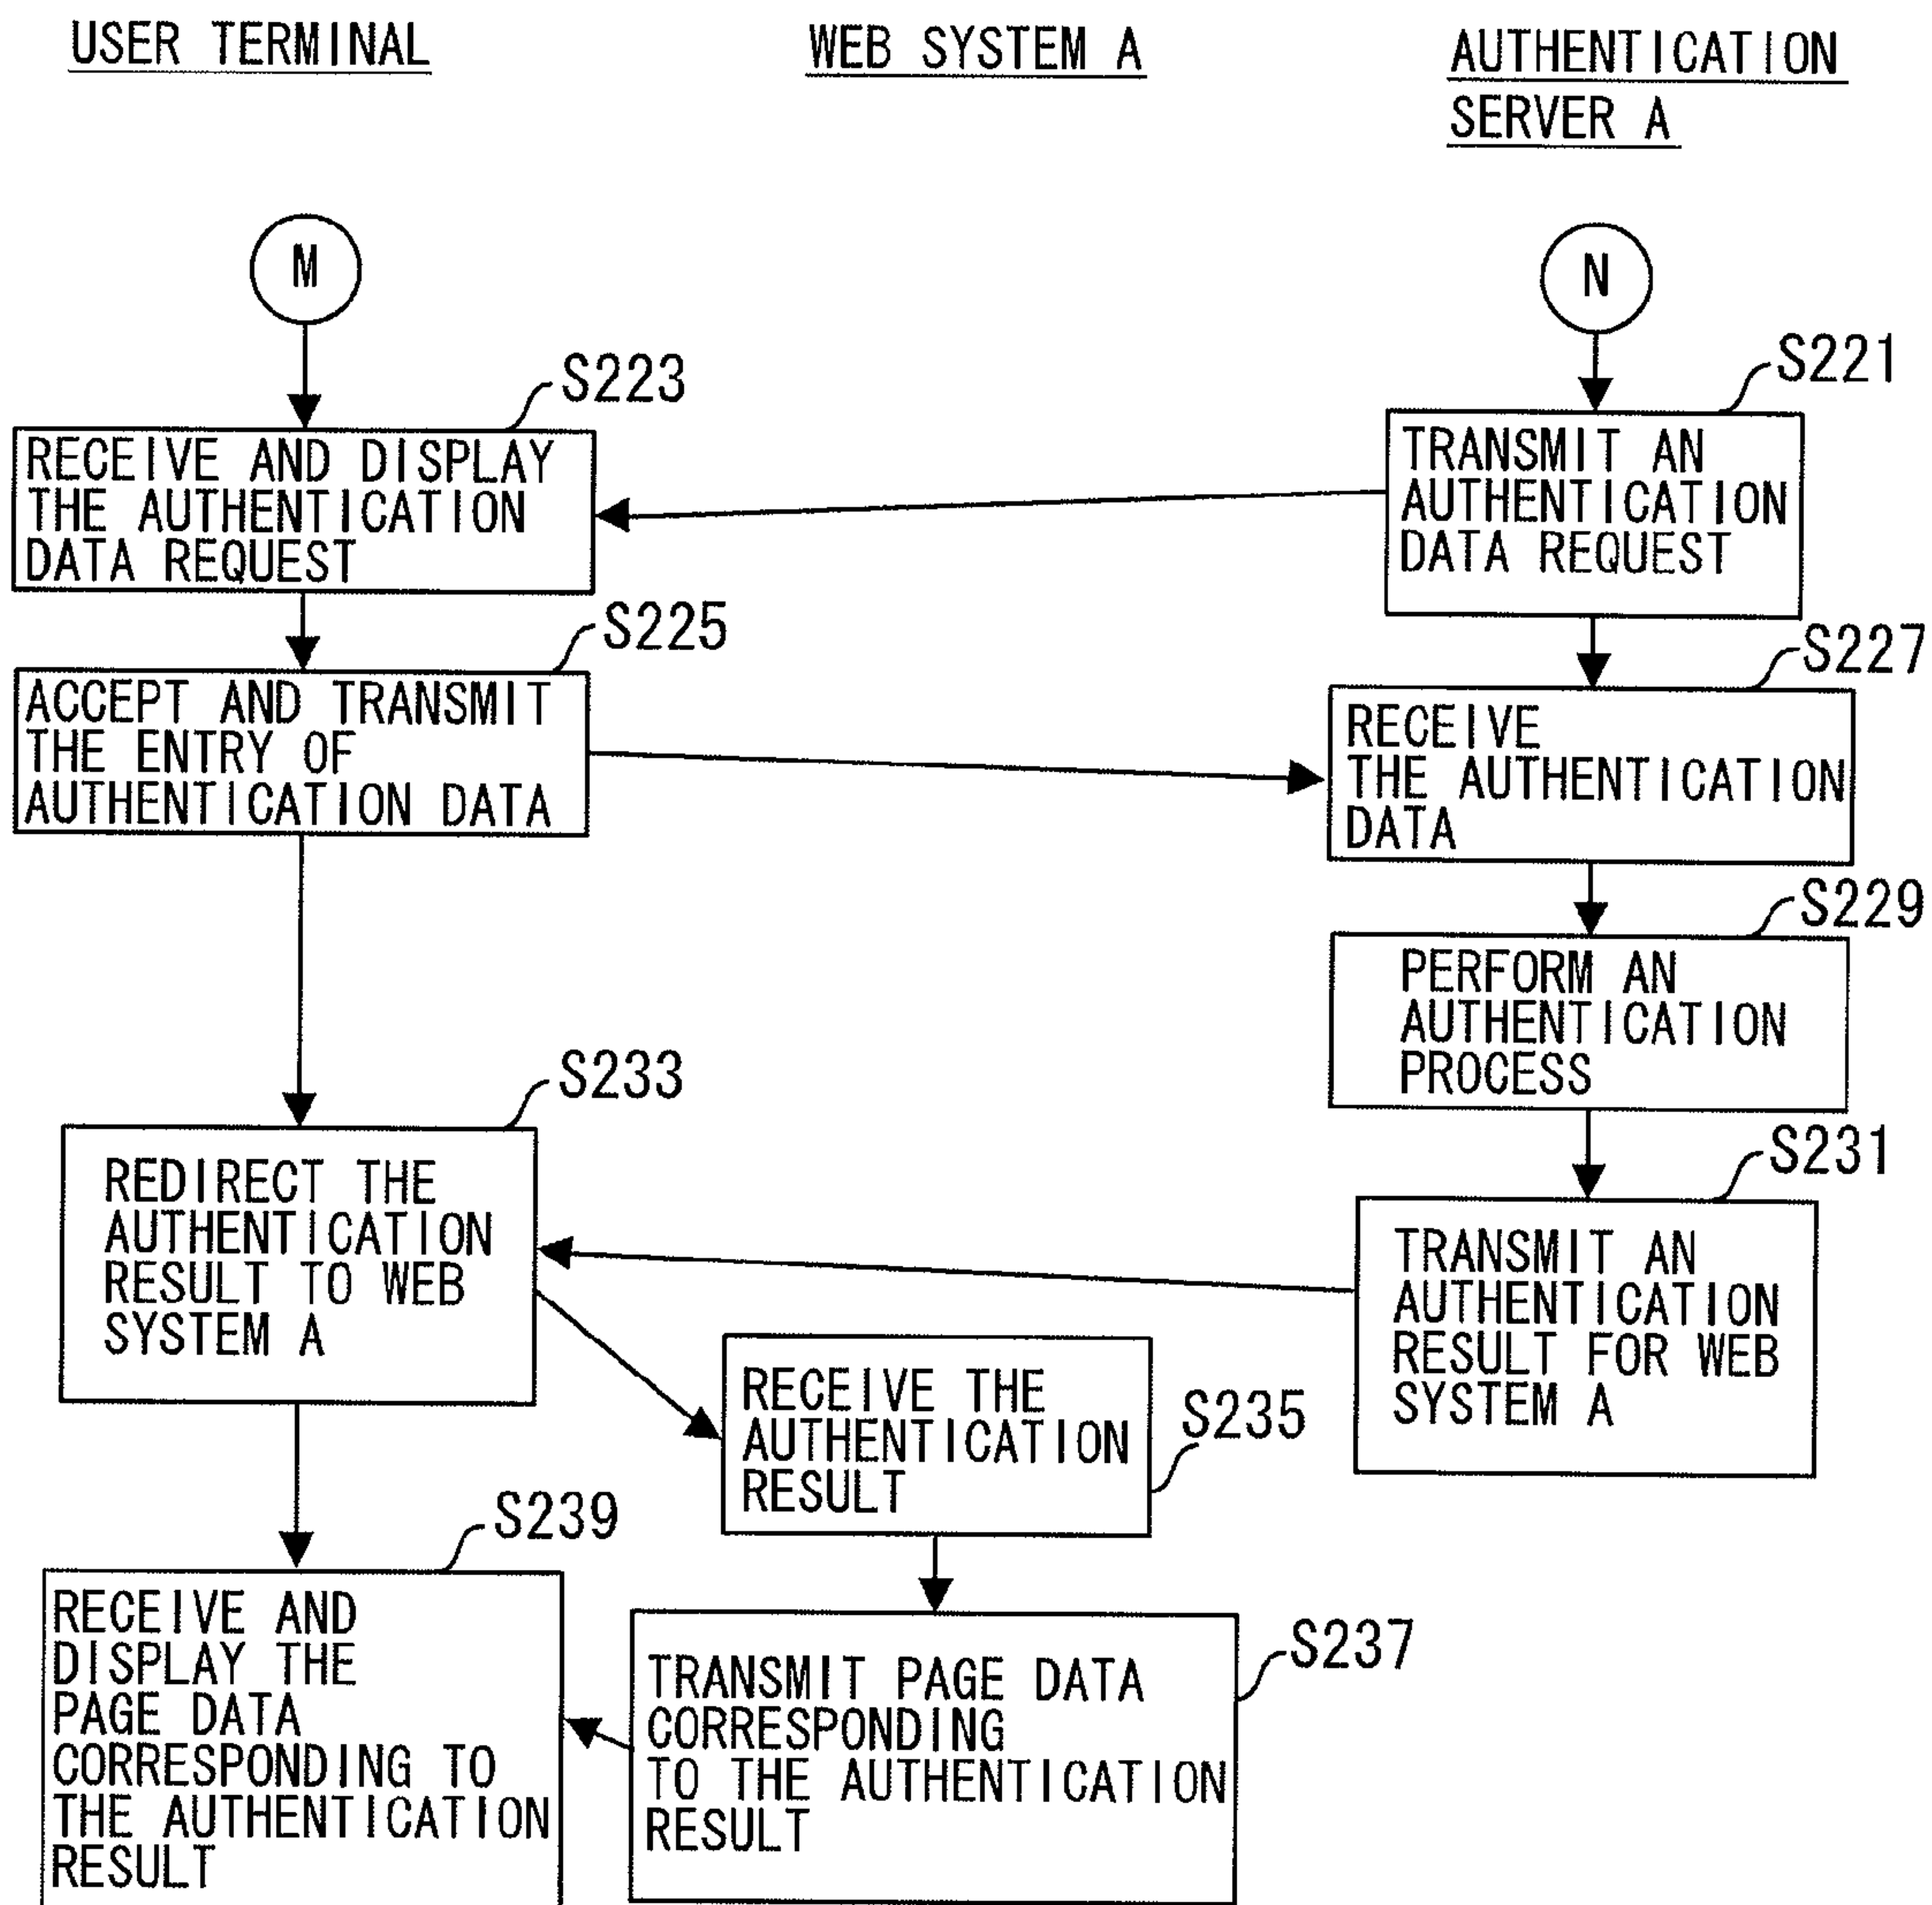 USER TERMINAL
WEB SYSTEM A
AUTHENTICATION
SERVER A
M
N
S223
S221
RECEIVE AND DISPLAY
THE AUTHENTICATION
DATA REQUEST
TRANSMIT AN
AUTHENTICATION
DATA REQUEST
S225
S227
ACCEPT AND TRANSMIT
THE ENTRY OF
AUTHENTICATION DATA
RECEIVE
THE AUTHENTICATION
DATA
S229
PERFORM AN
AUTHENTICATION
PROCESS
S233
S231
REDIRECT THE
AUTHENTICATION
RESULT TO WEB
SYSTEM A
TRANSMIT AN
AUTHENTICATION
RESULT FOR WEB
SYSTEM A
S235
RECEIVE THE
AUTHENTICATION
RESULT
S239
S237
RECEIVE AND
DISPLAY THE
PAGE DATA
CORRESPONDING TO
THE AUTHENTICATION
RESULT
TRANSMIT PAGE DATA
CORRESPONDING
TO THE AUTHENTICATION
RESULT